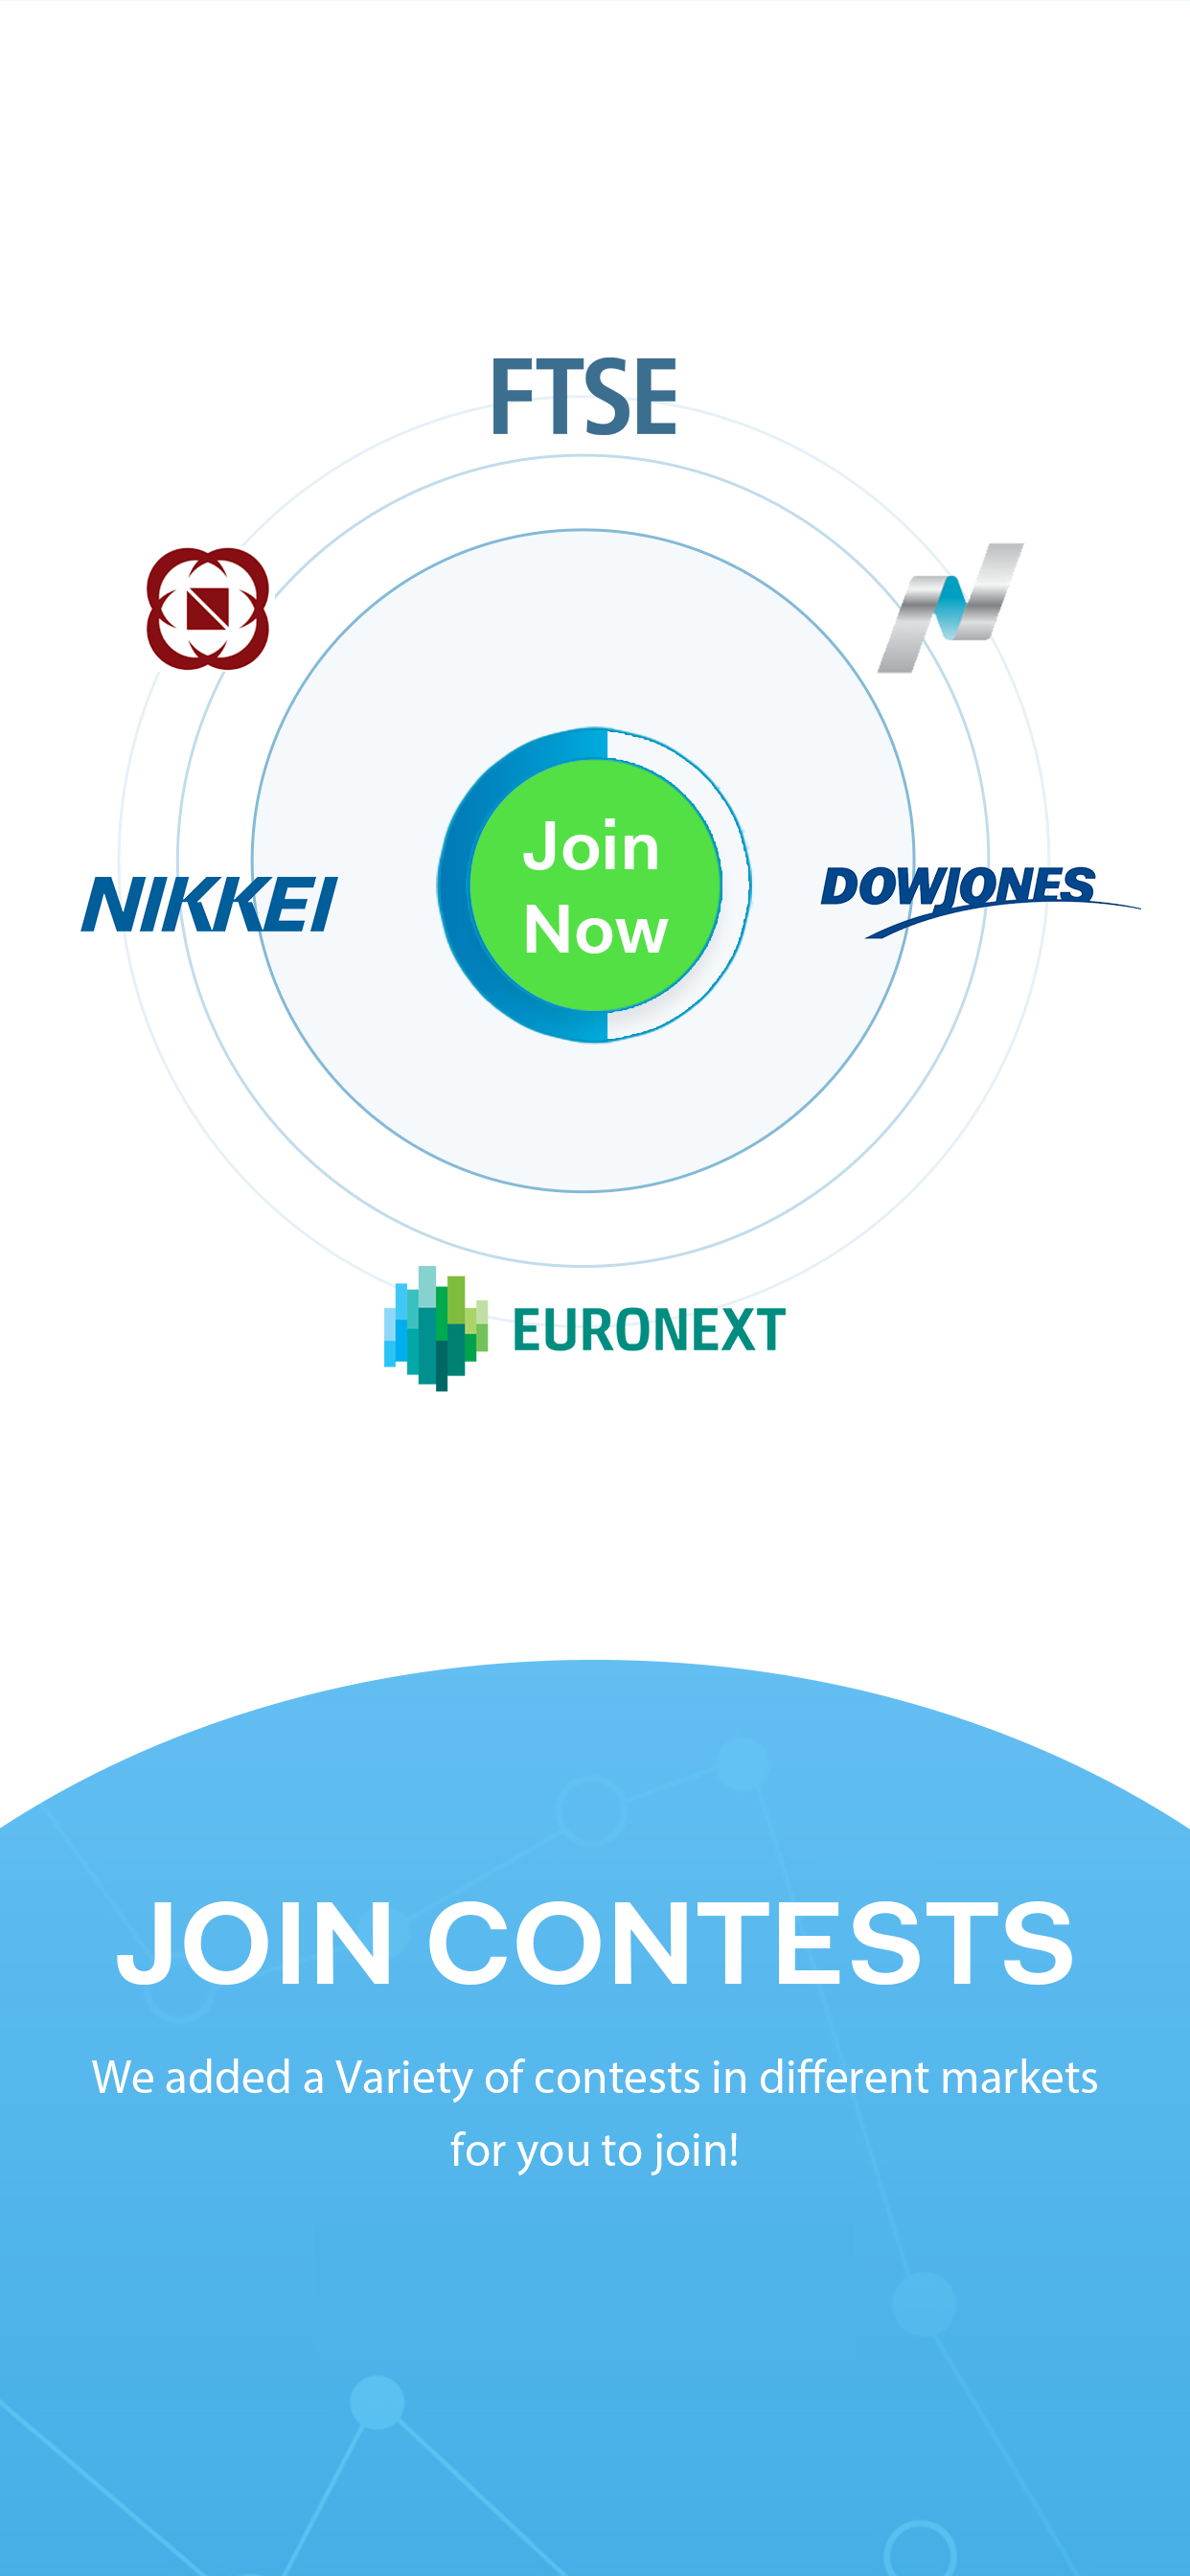 FTSE
NIKKEI
Join
Now
DOWJONES
EURONEXT
JOIN CONTESTS
We added a Variety of contests in different markets
for you to join!